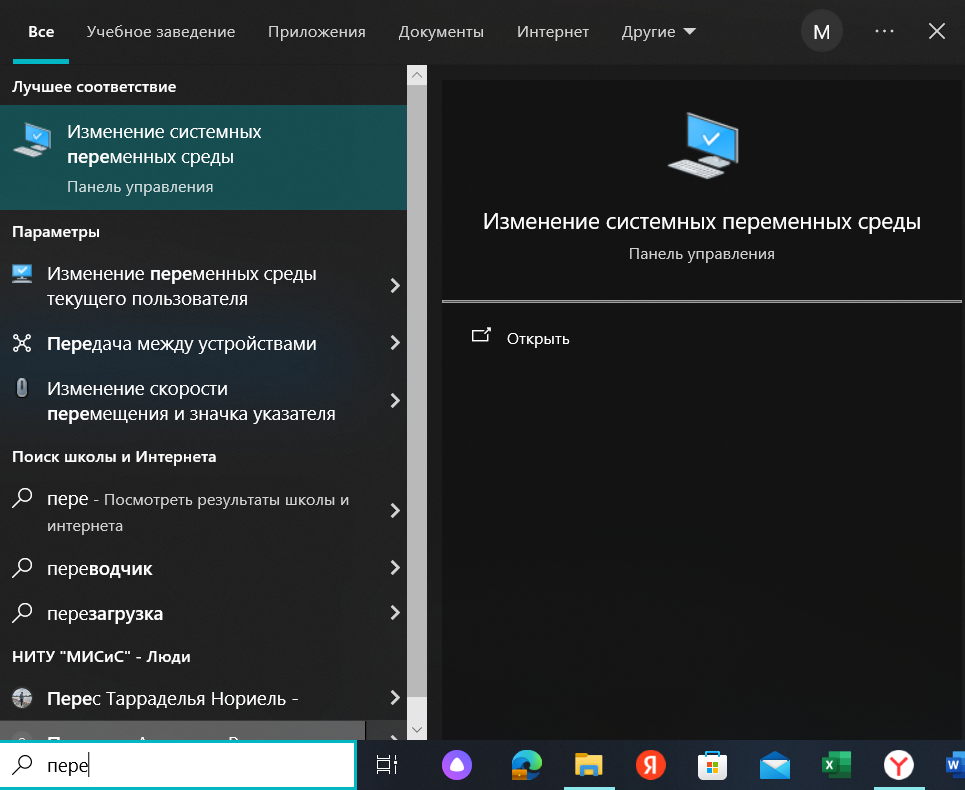 Все Учебное заведение Приложения Документы Интернет Другие M ...
Лучшее соответствие
Изменение системных
переменных среды
Панель управления
Параметры
Изменение переменных среды
текущего пользователя
Передача между устройствами
Изменение скорости
перемещения и значка указателя
Поиск школы и Интернета
пере - Посмотреть результаты школы и
интернета
переводчик
перезагрузка
НИТУ "МИСиС" - Люди
Перес Тарраделья Нориель -
пере
Изменение системных переменных среды
Панель управления
Открыть
Я
X
Y
W